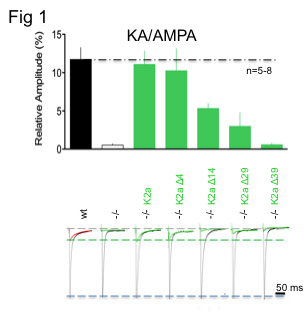 Fig 1
KA/AMPA
Relative Amplitude (%)
15
10
5
0
n=5-8
wt
-/-
-/- K2a
-/- K2a Δ4
-/- K2a Δ14
-/- K2a Δ29
-/- K2a Δ39
50 ms